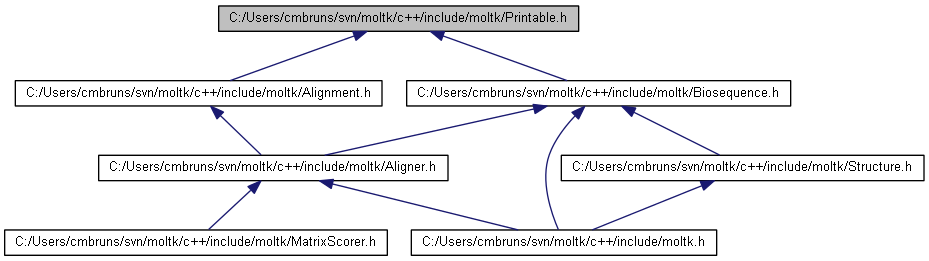 C:/Users/cmbruns/svn/moltk/c++/include/moltk/Printable.h
C:/Users/cmbruns/svn/moltk/c++/include/moltk/Alignment.h
C:/Users/cmbruns/svn/moltk/c++/include/moltk/Biosequence.h
C:/Users/cmbruns/svn/moltk/c++/include/moltk/Aligner.h
C:/Users/cmbruns/svn/moltk/c++/include/moltk/Structure.h
C:/Users/cmbruns/svn/moltk/c++/include/moltk/MatrixScorer.h
C:/Users/cmbruns/svn/moltk/c++/include/moltk.h